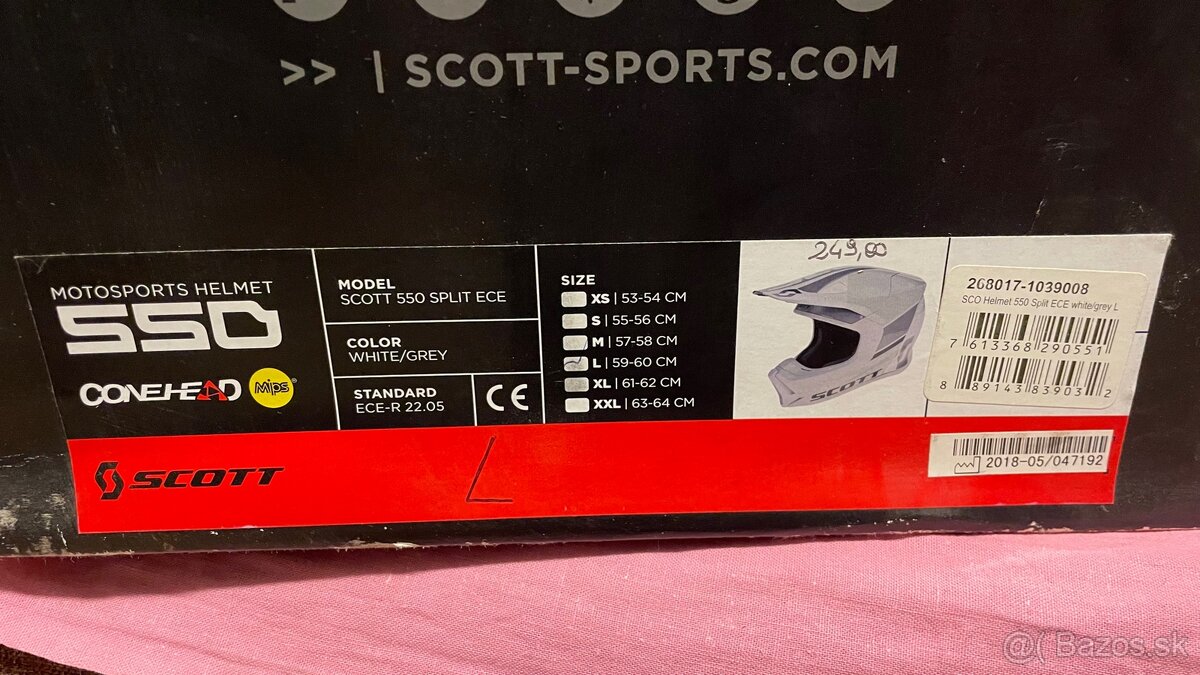 >> | SCOTT-SPORTS.COM
MOTOSPORTS HELMET
550
CONEHEAD
Mips®
MODEL
SCOTT 550 SPLIT ECE
COLOR
WHITE/GREY
STANDARD
ECE-R 22.05
CE
SIZE
XS | 53-54 CM
S | 55-56 CM
M | 57-58 CM
L | 59-60 CM
XL | 61-62 CM
XXL | 63-64 CM
249,00
SCOTT
268017-1039008
SCO Helmet 550 Split ECE white/grey L
7 613368 290551
8 89143 83903 2
2018-05/047192
SCOTT
L
@( Bazos.sk